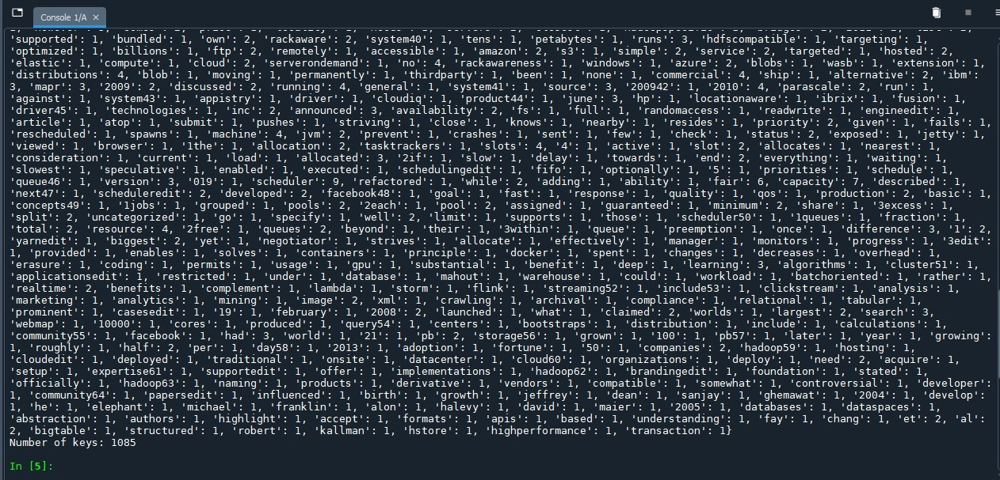 Console 1/A ×
'supported': 1, 'bundled': 1, 'own': 2, 'rackaware': 2, 'system40': 1, 'tens': 1, 'petabytes': 1, 'runs': 3, 'hdfscompatible': 1, 'targeting': 1,
'optimized': 1, 'billions': 1, 'ftp': 2, 'remotely': 1, 'accessible': 1, 'amazon': 2, 's3': 1, 'simple': 2, 'service': 2, 'targeted': 1, 'hosted': 2,
'elastic': 1, 'compute': 1, 'cloud': 2, 'serverondemand': 1, 'no': 4, 'rackawareness': 1, 'windows': 1, 'azure': 2, 'blobs': 1, 'wasb': 1, 'extension': 1,
'distributions': 4, 'blob': 1, 'moving': 1, 'permanently': 1, 'thirdparty': 1, 'been': 1, 'none': 1, 'commercial': 4, 'ship': 1, 'alternative': 2, 'ibm':
3, 'mapr': 3, '2009': 2, 'discussed': 2, 'running': 4, 'general': 1, 'system41': 1, 'source': 3, '200942': 1, '2010': 4, 'parascale': 2, 'run': 1,
'against': 1, 'system43': 1, 'appistry': 1, 'driver': 1, 'cloudiq': 1, 'product44': 1, 'june': 3, 'hp': 1, 'locationaware': 1, 'ibrix': 1, 'fusion': 1,
'driver45': 1, 'technologies': 1, 'inc': 2, 'announced': 3, 'availability': 2, 'fs': 1, 'full': 1, 'randomaccess': 1, 'readwrite': 1, 'engineedit': 1,
'article': 1, 'atop': 1, 'submit': 1, 'pushes': 1, 'striving': 1, 'close': 1, 'knows': 1, 'nearby': 1, 'resides': 1, 'priority': 2, 'given': 1, 'fails': 1,
'rescheduled': 1, 'spawns': 1, 'machine': 4, 'jvm': 2, 'prevent': 1, 'crashes': 1, 'sent': 1, 'few': 1, 'check': 1, 'status': 2, 'exposed': 1, 'jetty': 1,
'viewed': 1, 'browser': 1, '1the': 1, 'allocation': 2, 'tasktrackers': 1, 'slots': 4, '4': 1, 'active': 1, 'slot': 2, 'allocates': 1, 'nearest': 1,
'consideration': 1, 'current': 1, 'load': 1, 'allocated': 3, '2if': 1, 'slow': 1, 'delay': 1, 'towards': 1, 'end': 2, 'everything': 1, 'waiting': 1,
'slowest': 1, 'speculative': 1, 'enabled': 1, 'executed': 1, 'schedulingedit': 1, 'fifo': 1, 'optionally': 1, '5': 1, 'priorities': 1, 'schedule': 1,
'queue46': 1, 'version': 3, '019': 1, 'scheduler': 9, 'refactored': 1, 'while': 2, 'adding': 1, 'ability': 1, 'fair': 6, 'capacity': 7, 'described': 1,
'next47': 1, 'scheduleredit': 2, 'developed': 2, 'facebook48': 1, 'goal': 1, 'fast': 1, 'response': 1, 'quality': 1, 'qos': 1, 'production': 2, 'basic': 1,
'concepts49': 1, '1jobs': 1, 'grouped': 1, 'pools': 2, '2each': 1, 'pool': 2, 'assigned': 1, 'guaranteed': 1, 'minimum': 2, 'share': 1, '3excess': 1,
'split': 2, 'uncategorized': 1, 'go': 1, 'specify': 1, 'well': 2, 'limit': 1, 'supports': 1, 'those': 1, 'scheduler50': 1, '1queues': 1, 'fraction': 1,
'total': 2, 'resource': 4, '2free': 1, 'queues': 2, 'beyond': 1, 'their': 1, '3within': 1, 'queue': 1, 'preemption': 1, 'once': 1, 'difference': 3, '1': 2,
'yarnedit': 1, 'biggest': 2, 'yet': 1, 'negotiator': 1, 'strives': 1, 'allocate': 1, 'effectively': 1, 'manager': 1, 'monitors': 1, 'progress': 1, '3edit':
1, 'provided': 1, 'enables': 1, 'solves': 1, 'containers': 1, 'principle': 1, 'docker': 1, 'spent': 1, 'changes': 1, 'decreases': 1, 'overhead': 1,
'erasure': 1, 'coding': 1, 'permits': 1, 'usage': 1, 'gpu': 1, 'substantial': 1, 'benefit': 1, 'deep': 1, 'learning': 3, 'algorithms': 1, 'cluster51': 1,
'applicationsedit': 1, 'restricted': 1, 'under': 1, 'database': 1, 'mahout': 1, 'warehouse': 1, 'could': 1, 'workload': 1, 'batchoriented': 1, 'rather': 1,
'realtime': 2, 'benefits': 1, 'complement': 1, 'lambda': 1, 'storm': 1, 'flink': 1, 'streaming52': 1, 'include53': 1, 'clickstream': 1, 'analysis': 1,
'marketing': 1, 'analytics': 1, 'mining': 1, 'image': 2, 'xml': 1, 'crawling': 1, 'archival': 1, 'compliance': 1, 'relational': 1, 'tabular': 1,
'prominent': 1, 'casesedit': 1, '19': 1, 'february': 1, '2008': 2, 'launched': 1, 'what': 1, 'claimed': 2, 'worlds': 1, 'largest': 2, 'search': 3,
'webmap': 1, '10000': 1, 'cores': 1, 'produced': 1, 'query54': 1, 'centers': 1, 'bootstraps': 1, 'distribution': 1, 'include': 1, 'calculations': 1,
'community55': 1, 'facebook': 1, 'had': 3, 'world': 1, '21': 1, 'pb': 2, 'storage56': 1, 'grown': 1, '100': 1, 'pb57': 1, 'later': 1, 'year': 1, 'growing':
1, 'roughly': 1, 'half': 2, 'per': 1, 'day58': 1, '2013': 1, 'adoption': 1, 'fortune': 1, '50': 1, 'companies': 2, 'hadoop59': 1, 'hosting': 1,
'cloudedit': 1, 'deployed': 1, 'traditional': 1, 'onsite': 1, 'datacenter': 1, 'cloud60': 1, 'organizations': 1, 'deploy': 1, 'need': 2, 'acquire': 1,
'setup': 1, 'expertise61': 1, 'supportedit': 1, 'offer': 1, 'implementations': 1, 'hadoop62': 1, 'brandingedit': 1, 'foundation': 1, 'stated': 1,
'officially': 1, 'hadoop63': 1, 'naming': 1, 'products': 1, 'derivative': 1, 'vendors': 1, 'compatible': 1, 'somewhat': 1, 'controversial': 1, 'developer':
1, 'community64': 1, 'papersedit': 1, 'influenced': 1, 'birth': 1, 'growth': 1, 'jeffrey': 1, 'dean': 1, 'sanjay': 1, 'ghemawat': 1, '2004': 1, 'develop':
1, 'he': 1, 'elephant': 1, 'michael': 1, 'franklin': 1, 'alon': 1, 'halevy': 1, 'david': 1, 'maier': 1, '2005': 1, 'databases': 1, 'dataspaces': 1,
'abstraction': 1, 'authors': 1, 'highlight': 1, 'accept': 1, 'formats': 1, 'apis': 1, 'based': 1, 'understanding': 1, 'fay': 1, 'chang': 1, 'et': 2, 'al':
2, 'bigtable': 1, 'structured': 1, 'robert': 1, 'kallman': 1, 'hstore': 1, 'highperformance': 1, 'transaction': 1}
Number of keys: 1085
In [5]: